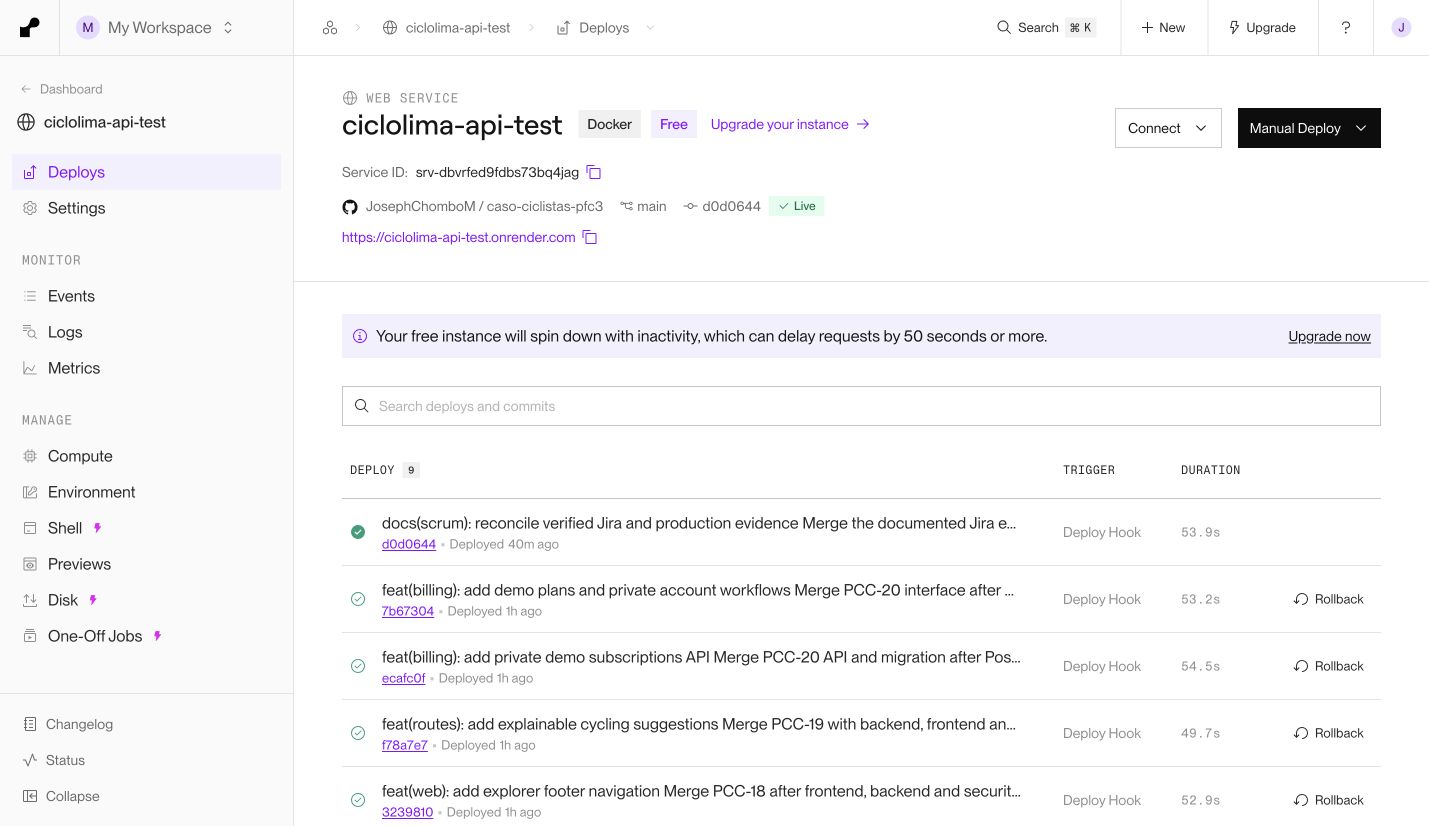 M My Workspace
ciclolima-api-test
Deploys
Search ⌘ K
New
Upgrade
?
J
Dashboard
ciclolima-api-test
Deploys
Settings
MONITOR
Events
Logs
Metrics
MANAGE
Compute
Environment
Shell
Previews
Disk
One-Off Jobs
Changelog
Status
Collapse
WEB SERVICE
ciclolima-api-test Docker Free Upgrade your instance →
Connect
Manual Deploy
Service ID: srv-dbvrfed9fdbs73bq4jag
JosephChomboM / caso-ciclistas-pfc3 main d0d0644 Live
https://ciclolima-api-test.onrender.com
Your free instance will spin down with inactivity, which can delay requests by 50 seconds or more. Upgrade now
Search deploys and commits
DEPLOY 9 TRIGGER DURATION
docs(scrum): reconcile verified Jira and production evidence Merge the documented Jira e...
d0d0644 • Deployed 40m ago
Deploy Hook 53.9s
feat(billing): add demo plans and private account workflows Merge PCC-20 interface after ...
7b67304 • Deployed 1h ago
Deploy Hook 53.2s Rollback
feat(billing): add private demo subscriptions API Merge PCC-20 API and migration after Pos...
ecafc0f • Deployed 1h ago
Deploy Hook 54.5s Rollback
feat(routes): add explainable cycling suggestions Merge PCC-19 with backend, frontend an...
f78a7e7 • Deployed 1h ago
Deploy Hook 49.7s Rollback
feat(web): add explorer footer navigation Merge PCC-18 after frontend, backend and securit...
3239810 • Deployed 1h ago
Deploy Hook 52.9s Rollback